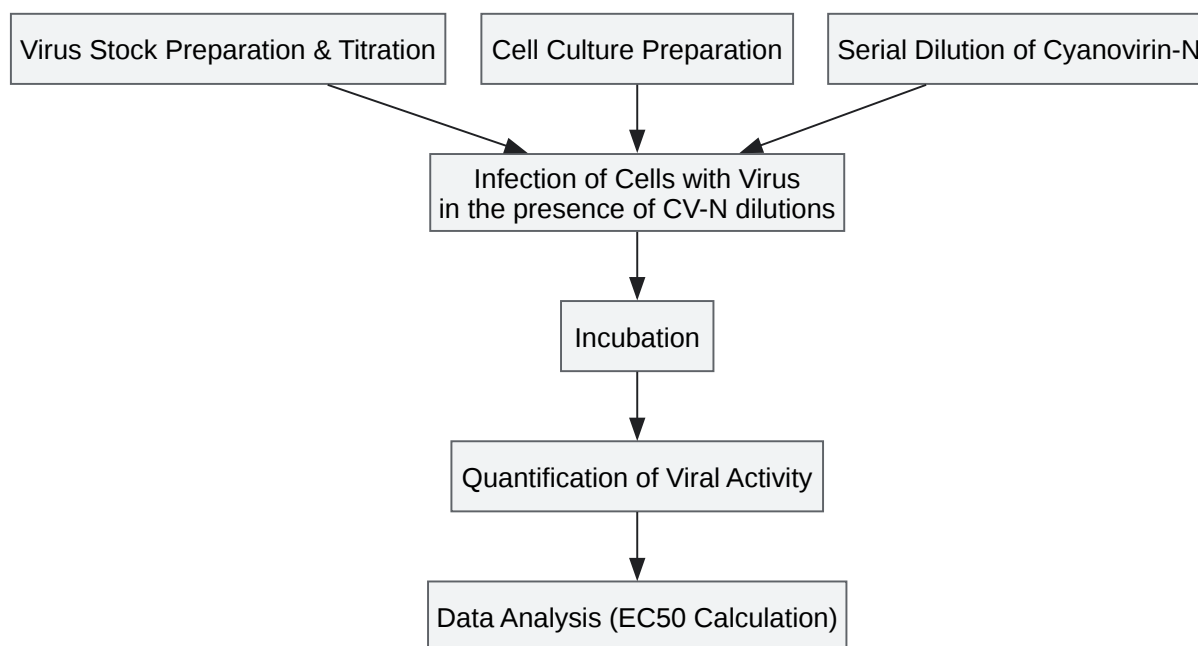 Virus Stock Preparation & Titration
Cell Culture Preparation
Serial Dilution of Cyanovirin-N
Infection of Cells with Virus
in the presence of CV-N dilutions
Incubation
Quantification of Viral Activity
Data Analysis (EC50 Calculation)